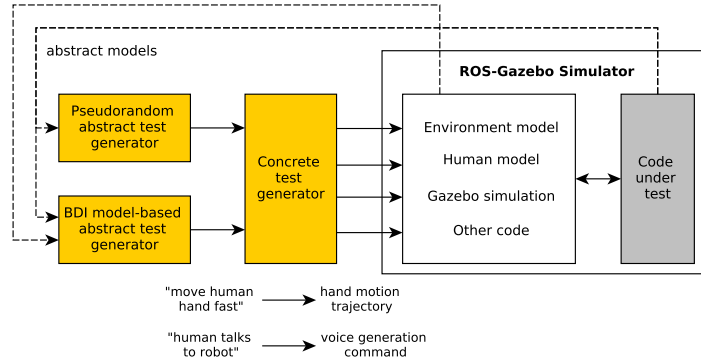 abstract models
ROS-Gazebo Simulator
Pseudorandom
abstract test
generator
BDI model-based
abstract test
generator
Concrete
test
generator
Environment model
Human model
Gazebo simulation
Other code
Code
under
test
"move human
hand fast"
hand motion
trajectory
"human talks
to robot"
voice generation
command